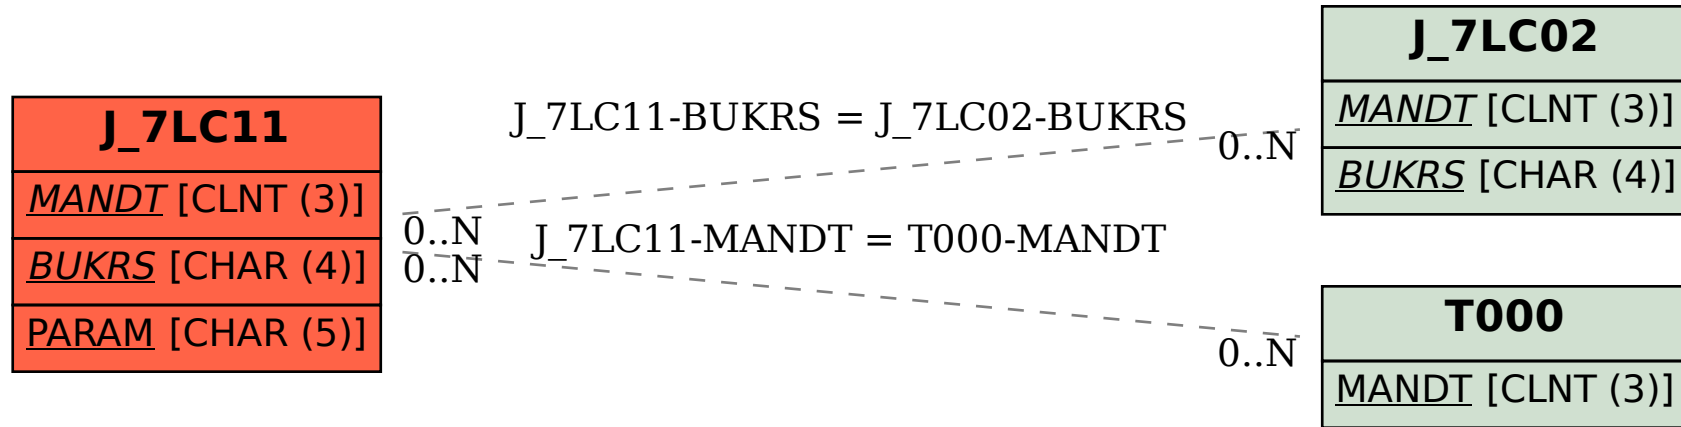 J_7LC11
MANDT [CLNT (3)]
BUKRS [CHAR (4)]
PARAM [CHAR (5)]
J_7LC11-BUKRS = J_7LC02-BUKRS
0..N
0..N
J_7LC11-MANDT = T000-MANDT
0..N
0..N
J_7LC02
MANDT [CLNT (3)]
BUKRS [CHAR (4)]
T000
MANDT [CLNT (3)]